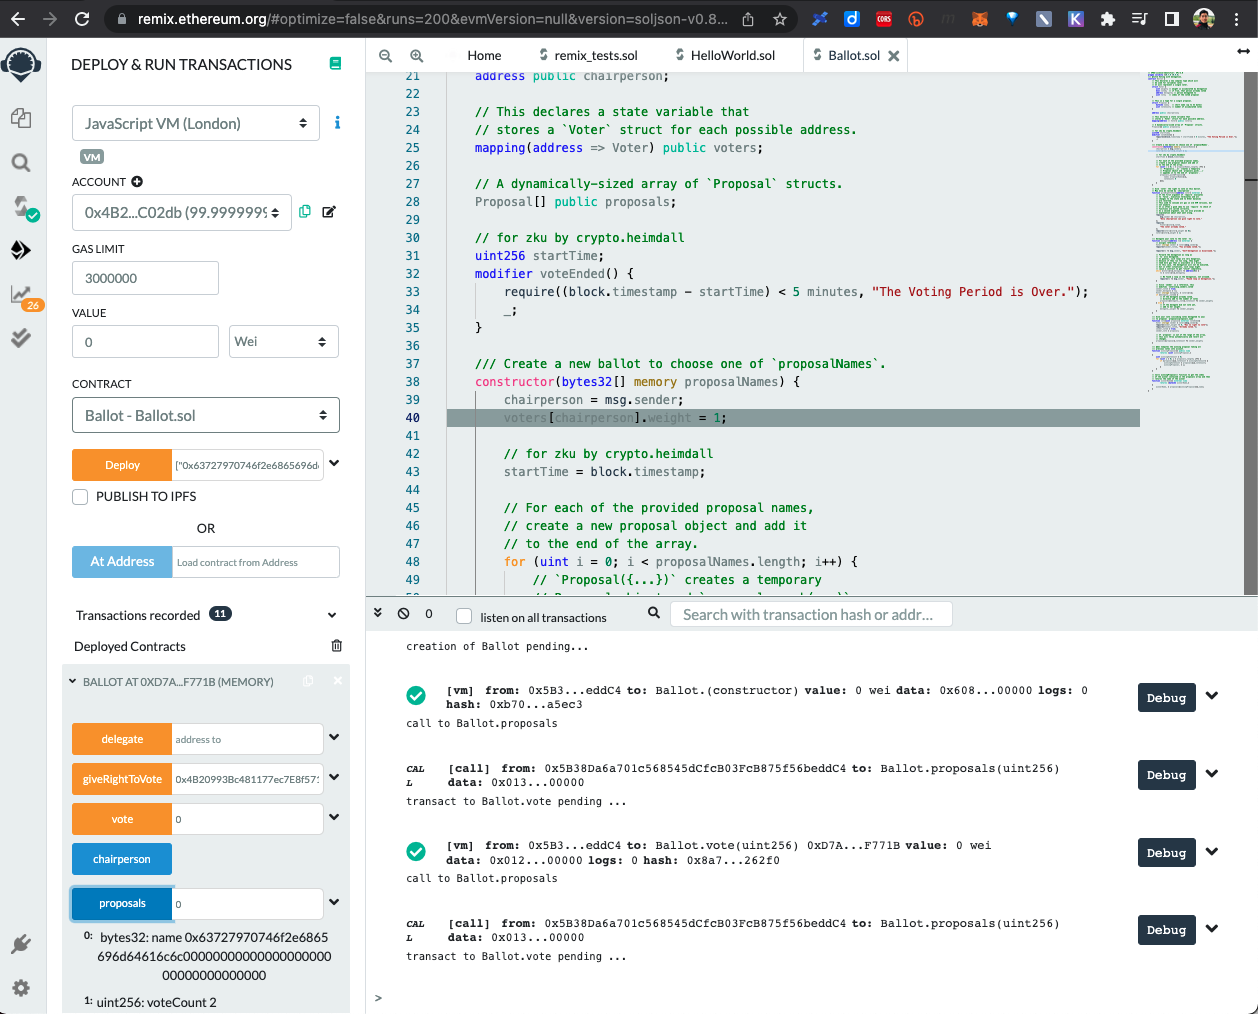 remix.ethereum.org/#optimize=false&runs=200&evmVersion=null&version=soljson-v0.8...
CORS
DEPLOY & RUN TRANSACTIONS
Home
remix_tests.sol
HelloWorld.sol
Ballot.sol
JavaScript VM (London)
VM
ACCOUNT
0x4B2...C02db (99.9999999
GAS LIMIT
3000000
VALUE
0
Wei
CONTRACT
Ballot - Ballot.sol
Deploy
["0x63727970746f2e6865696d
PUBLISH TO IPFS
OR
At Address
Load contract from Address
Transactions recorded 11
Deployed Contracts
BALLOT AT 0XD7A...F771B (MEMORY)
delegate
address to
giveRightToVote
0x4B20993Bc481177ec7E8f571
vote
0
chairperson
proposals
0
0: bytes32: name 0x63727970746f2e6865
696d64616c6c00000000000000000000
00000000000000
1: uint256: voteCount 2
26
21 address public chairperson;
22
23 // This declares a state variable that
24 // stores a `Voter` struct for each possible address.
25 mapping(address => Voter) public voters;
26
27 // A dynamically-sized array of `Proposal` structs.
28 Proposal[] public proposals;
29
30 // for zku by crypto.heimdall
31 uint256 startTime;
32 modifier voteEnded() {
33 require((block.timestamp - startTime) < 5 minutes, "The Voting Period is Over.");
34 _;
35 }
36
37 /// Create a new ballot to choose one of `proposalNames`.
38 constructor(bytes32[] memory proposalNames) {
39 chairperson = msg.sender;
40 voters[chairperson].weight = 1;
41
42 // for zku by crypto.heimdall
43 startTime = block.timestamp;
44
45 // For each of the provided proposal names,
46 // create a new proposal object and add it
47 // to the end of the array.
48 for (uint i = 0; i < proposalNames.length; i++) {
49 // `Proposal({...})` creates a temporary
0
listen on all transactions
Search with transaction hash or addr...
creation of Ballot pending...
[vm] from: 0x5B3...eddC4 to: Ballot.(constructor) value: 0 wei data: 0x608...00000 logs: 0
hash: 0xb70...a5ec3
Debug
call to Ballot.proposals
CAL
L
[call] from: 0x5B38Da6a701c568545dCfcB03FcB875f56beddC4 to: Ballot.proposals(uint256)
data: 0x013...00000
Debug
transact to Ballot.vote pending ...
[vm] from: 0x5B3...eddC4 to: Ballot.vote(uint256) 0xD7A...F771B value: 0 wei
data: 0x012...00000 logs: 0 hash: 0x8a7...262f0
Debug
call to Ballot.proposals
CAL
L
[call] from: 0x5B38Da6a701c568545dCfcB03FcB875f56beddC4 to: Ballot.proposals(uint256)
data: 0x013...00000
Debug
transact to Ballot.vote pending ...
>